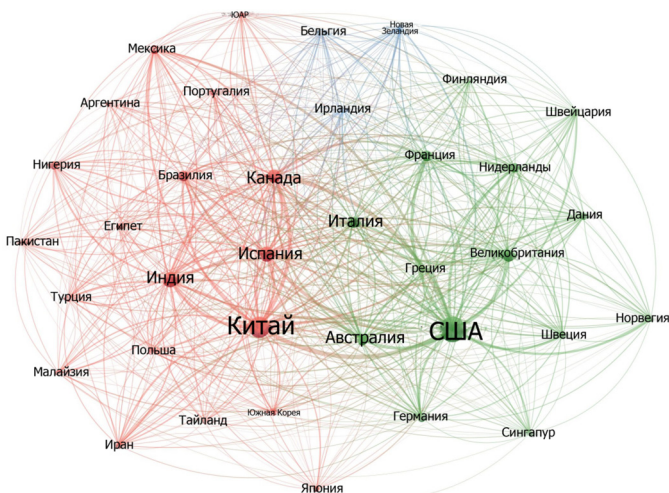 ЮАР
Новая
Зеландия
Бельгия
Мексика
Финляндия
Португалия
Аргентина
Ирландия
Швейцария
Франция
Нигерия
Нидерланды
Бразилия
Канада
Дания
Италия
Египет
Пакистан
Испания
Великобритания
Греция
Индия
Турция
Норвегия
Китай
США
Австралия
Швеция
Польша
Малайзия
Южная Корея
Германия
Тайланд
Сингапур
Иран
Япония